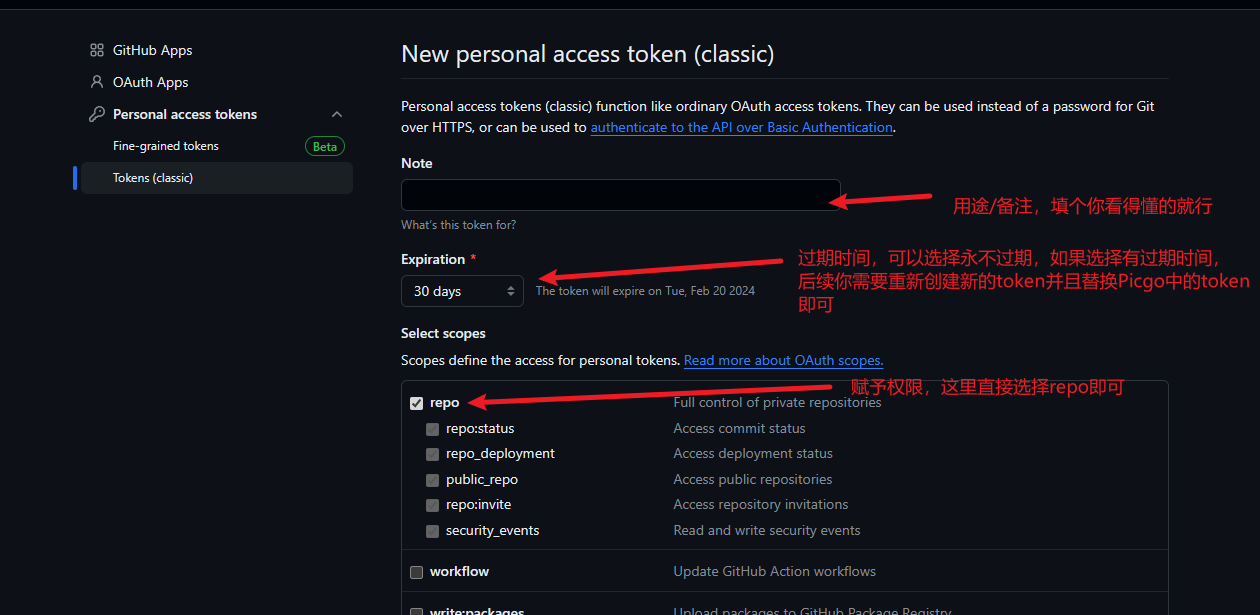 GitHub Apps
OAuth Apps
Personal access tokens
Fine-grained tokens
Beta
Tokens (classic)
New personal access token (classic)
Personal access tokens (classic) function like ordinary OAuth access tokens. They can be used instead of a password for Git
over HTTPS, or can be used to authenticate to the API over Basic Authentication.
Note
用途/备注，填个你看得懂的就行
What's this token for?
Expiration *
30 days
The token will expire on Tue, Feb 20 2024
过期时间，可以选择永不过期，如果选择有过期时间，
后续你需要重新创建新的token并且替换Picgo中的token
即可
Select scopes
Scopes define the access for personal tokens. Read more about OAuth scopes.
赋予权限，这里直接选择repo即可
repo Full control of private repositories
repo:status Access commit status
repo_deployment Access deployment status
public_repo Access public repositories
repo:invite Access repository invitations
security_events Read and write security events
workflow Update GitHub Action workflows
write:packages Upload packages to GitHub Package Registry